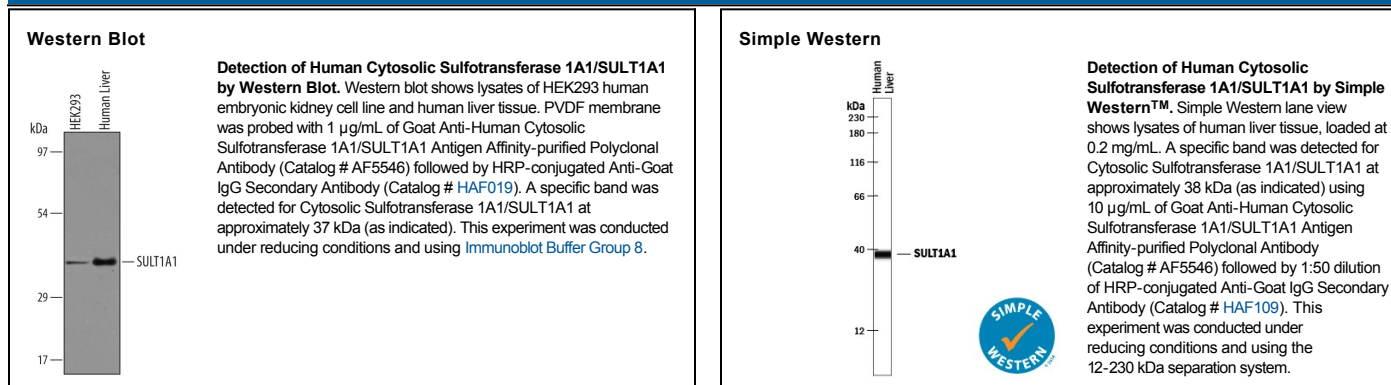 Western Blot
HEK293
Human Liver
kDa
97
54
29
17
SULT1A1
Detection of Human Cytosolic Sulfotransferase 1A1/SULT1A1
by Western Blot. Western blot shows lysates of HEK293 human
embryonic kidney cell line and human liver tissue. PVDF membrane
was probed with 1 µg/mL of Goat Anti-Human Cytosolic
Sulfotransferase 1A1/SULT1A1 Antigen Affinity-purified Polyclonal
Antibody (Catalog # AF5546) followed by HRP-conjugated Anti-Goat
IgG Secondary Antibody (Catalog # HAF019). A specific band was
detected for Cytosolic Sulfotransferase 1A1/SULT1A1 at
approximately 37 kDa (as indicated). This experiment was conducted
under reducing conditions and using Immunoblot Buffer Group 8.
Simple Western
Human
Liver
kDa
230
180
116
66
40
12
SULT1A1
SIMPLE
WESTERN
Detection of Human Cytosolic
Sulfotransferase 1A1/SULT1A1 by Simple
Western™. Simple Western lane view
shows lysates of human liver tissue, loaded at
0.2 mg/mL. A specific band was detected for
Cytosolic Sulfotransferase 1A1/SULT1A1 at
approximately 38 kDa (as indicated) using
10 µg/mL of Goat Anti-Human Cytosolic
Sulfotransferase 1A1/SULT1A1 Antigen
Affinity-purified Polyclonal Antibody
(Catalog # AF5546) followed by 1:50 dilution
of HRP-conjugated Anti-Goat IgG Secondary
Antibody (Catalog # HAF109). This
experiment was conducted under
reducing conditions and using the
12-230 kDa separation system.